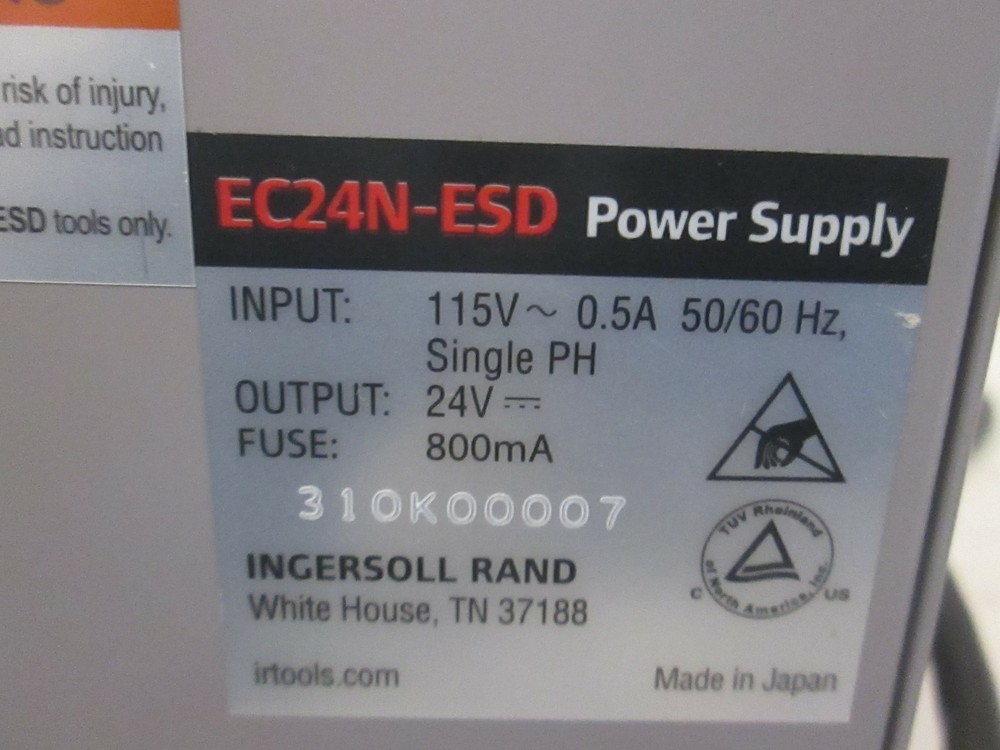 risk of injury,
instruction
ESD tools only.
EC24N-ESD Power Supply
INPUT: 115V~ 0.5A 50/60 Hz,
Single PH
OUTPUT: 24V ⎓
FUSE: 800mA
310K00007
INGERSOLL RAND
White House, TN 37188
irtools.com
TUV Rheinland
of North America, Inc.
C US
Made in Japan